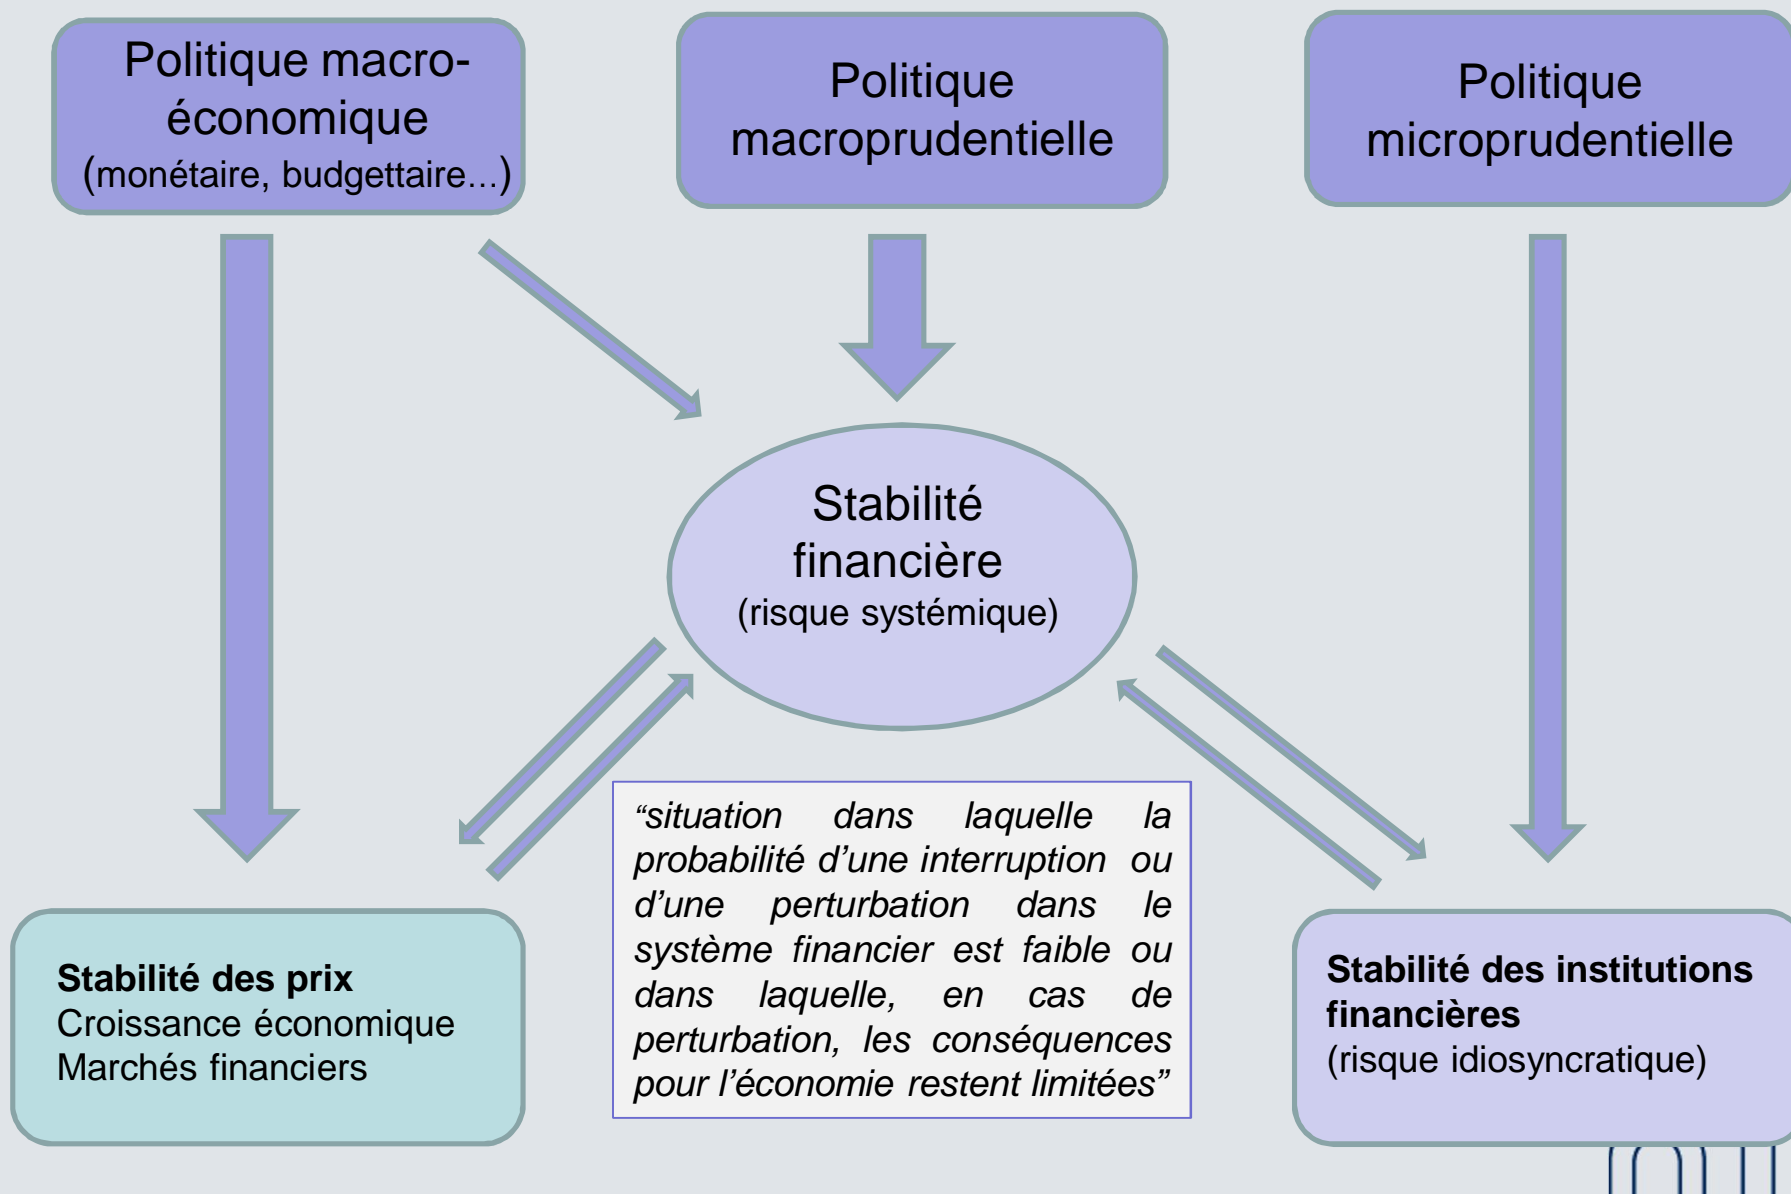 Politique macro-
économique
(monétaire, budgettaire...)
Politique
macroprudentielle
Politique
microprudentielle
Stabilité
financière
(risque systémique)
“situation dans laquelle la
probabilité d’une interruption ou
d’une perturbation dans le
système financier est faible ou
dans laquelle, en cas de
perturbation, les conséquences
pour l’économie restent limitées”
Stabilité des prix
Croissance économique
Marchés financiers
Stabilité des institutions
financières
(risque idiosyncratique)